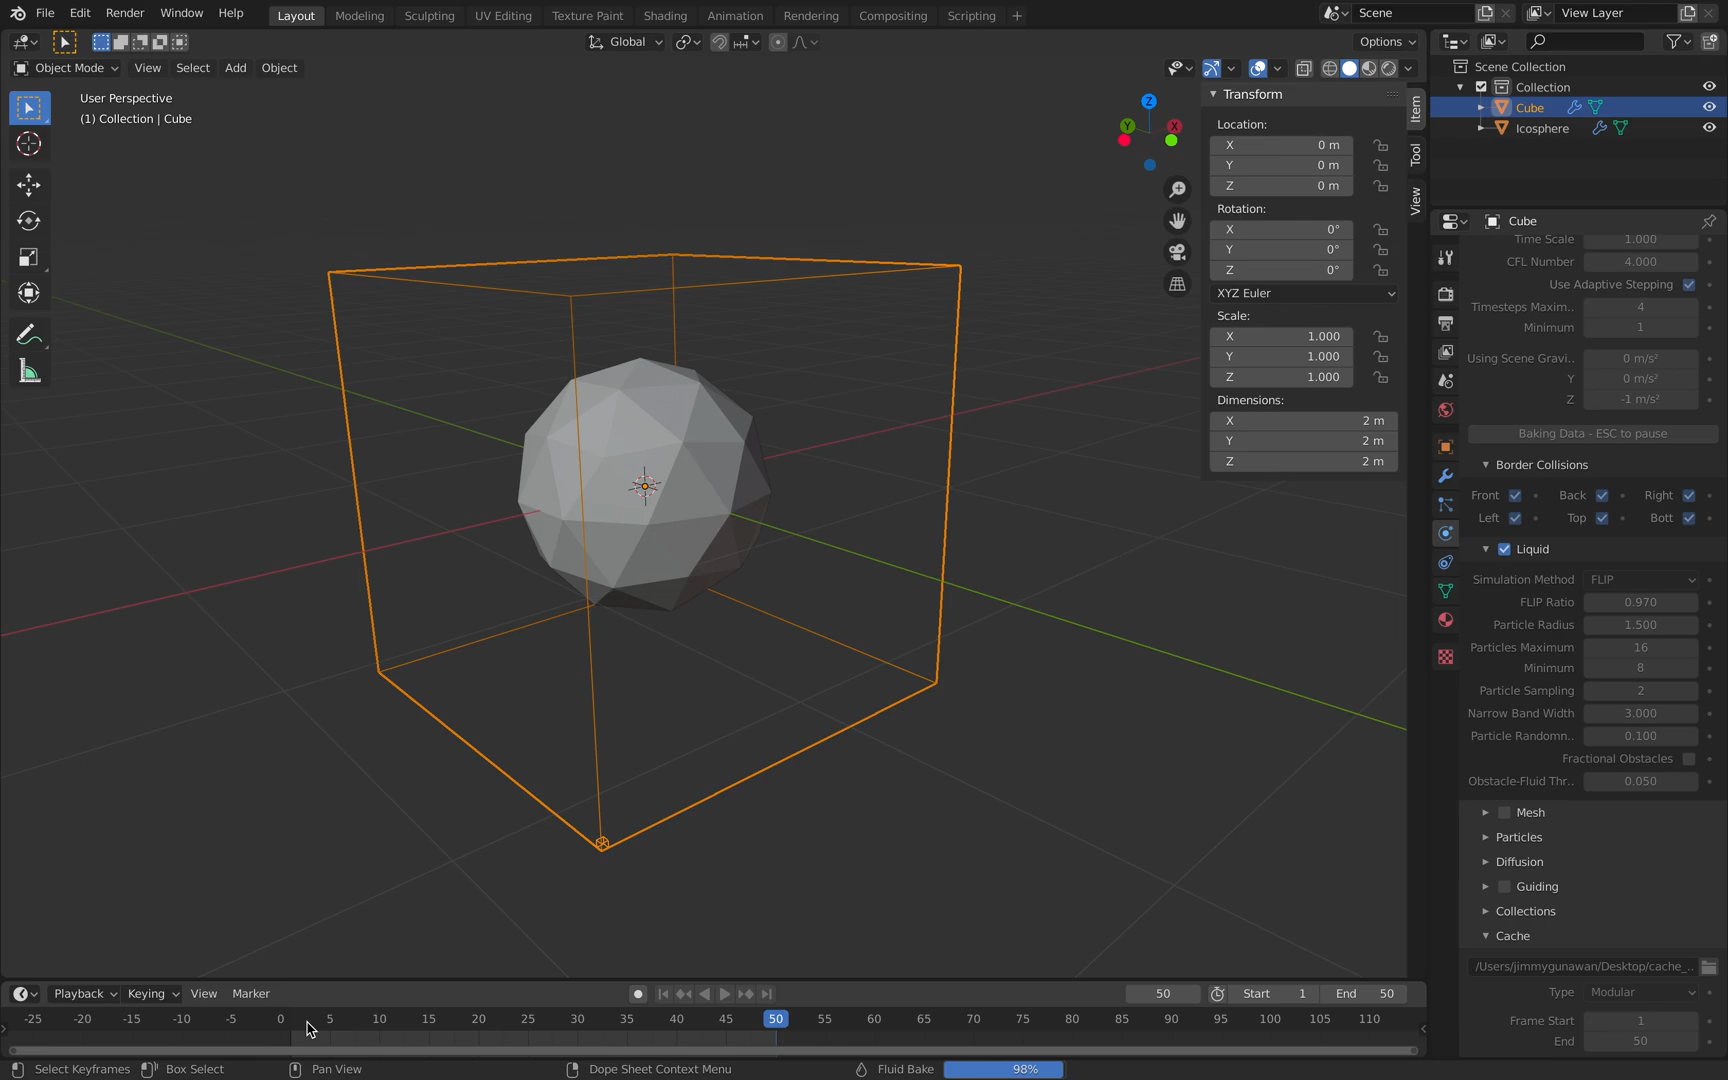 File Edit Render Window Help Layout Modeling Sculpting UV Editing Texture Paint Shading Animation Rendering Compositing Scripting + Scene View Layer
Global Options
Object Mode View Select Add Object
User Perspective
(1) Collection | Cube
Z
Y X
Transform
Location:
X 0 m
Y 0 m
Z 0 m
Rotation:
X 0°
Y 0°
Z 0°
XYZ Euler
Scale:
X 1.000
Y 1.000
Z 1.000
Dimensions:
X 2 m
Y 2 m
Z 2 m
Item
Tool
View
Scene Collection
Collection
Cube
Icosphere
Cube
Time Scale 1.000
CFL Number 4.000
Use Adaptive Stepping
Timesteps Maxim.. 4
Minimum 1
Using Scene Gravi.. 0 m/s²
Y 0 m/s²
Z -1 m/s²
Baking Data - ESC to pause
Border Collisions
Front Back Right
Left Top Bott
Liquid
Simulation Method FLIP
FLIP Ratio 0.970
Particle Radius 1.500
Particles Maximum 16
Minimum 8
Particle Sampling 2
Narrow Band Width 3.000
Particle Randomn.. 0.100
Fractional Obstacles
Obstacle-Fluid Thr.. 0.050
Mesh
Particles
Diffusion
Guiding
Collections
Cache
/Users/jimmygunawan/Desktop/cache_..
Type Modular
Frame Start 1
End 50
Playback Keying View Marker 50 Start 1 End 50
-25 -20 -15 -10 -5 0 5 10 15 20 25 30 35 40 45 50 55 60 65 70 75 80 85 90 95 100 105 110
Select Keyframes Box Select Pan View Dope Sheet Context Menu Fluid Bake 98%